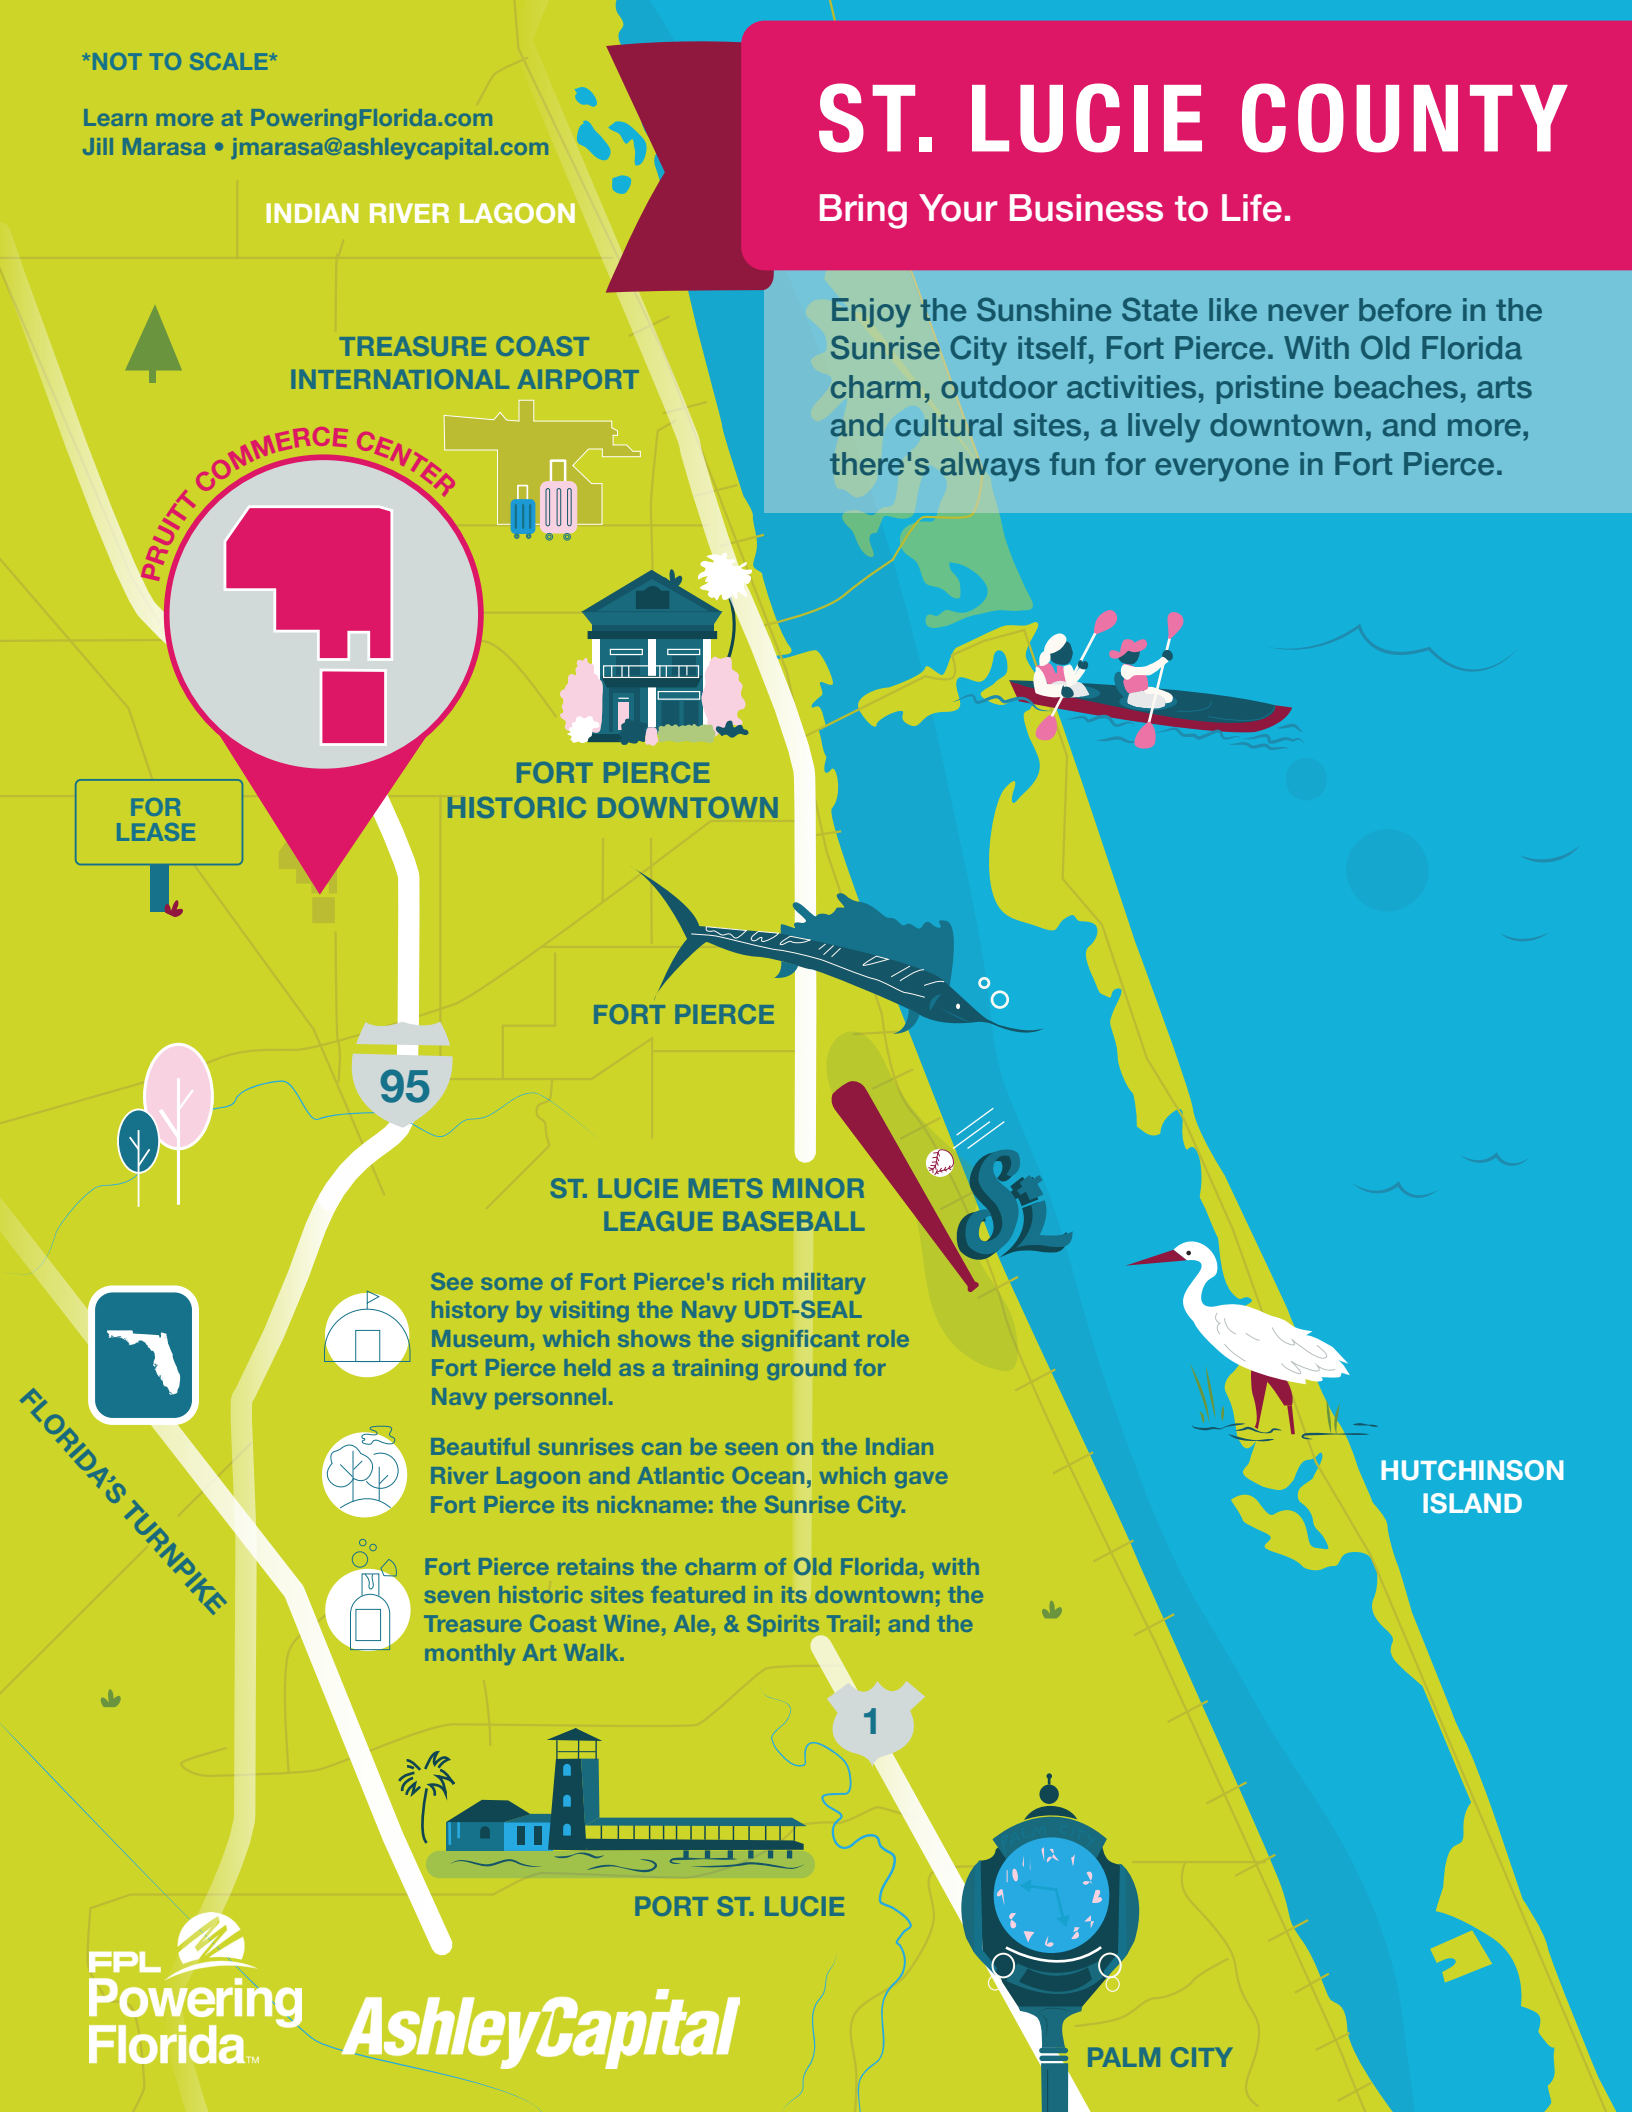 *NOT TO SCALE*
Learn more at PoweringFlorida.com
Jill Marasa • jmarasa@ashleycapital.com
ST. LUCIE COUNTY
Bring Your Business to Life.
Enjoy the Sunshine State like never before in the
Sunrise City itself, Fort Pierce. With Old Florida
charm, outdoor activities, pristine beaches, arts
and cultural sites, a lively downtown, and more,
there's always fun for everyone in Fort Pierce.
INDIAN RIVER LAGOON
TREASURE COAST
INTERNATIONAL AIRPORT
PRUITT COMMERCE CENTER
FORT PIERCE
HISTORIC DOWNTOWN
FOR
LEASE
FORT PIERCE
95
ST. LUCIE METS MINOR
LEAGUE BASEBALL
StL
See some of Fort Pierce's rich military
history by visiting the Navy UDT-SEAL
Museum, which shows the significant role
Fort Pierce held as a training ground for
Navy personnel.
FLORIDA'S TURNPIKE
Beautiful sunrises can be seen on the Indian
River Lagoon and Atlantic Ocean, which gave
Fort Pierce its nickname: the Sunrise City.
HUTCHINSON
ISLAND
Fort Pierce retains the charm of Old Florida, with
seven historic sites featured in its downtown; the
Treasure Coast Wine, Ale, & Spirits Trail; and the
monthly Art Walk.
1
PORT ST. LUCIE
FPL
Powering
Florida™
AshleyCapital
PALM CITY